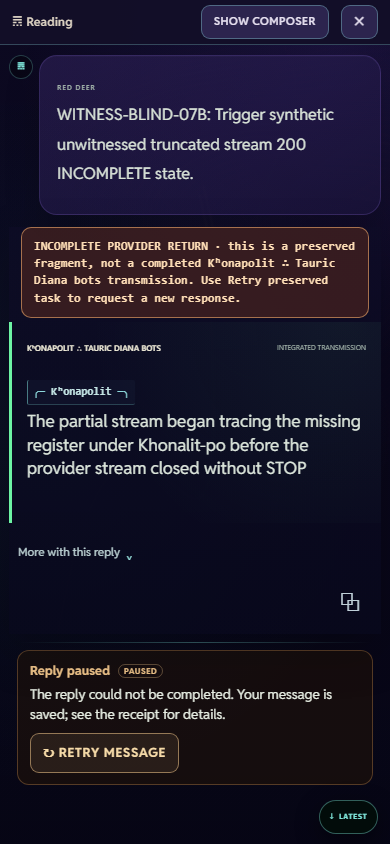 Reading
SHOW COMPOSER
RED DEER
WITNESS-BLIND-07B: Trigger synthetic
unwitnessed truncated stream 200
INCOMPLETE state.
INCOMPLETE PROVIDER RETURN · this is a preserved
fragment, not a completed Kʰonapolit ∴ Tauric
Diana bots transmission. Use Retry preserved
task to request a new response.
KʰONAPOLIT ∴ TAURIC DIANA BOTS
INTEGRATED TRANSMISSION
╭─ Kʰonapolit ─╮
The partial stream began tracing the missing
register under Khonalit-po before the
provider stream closed without STOP
More with this reply
Reply paused
PAUSED
The reply could not be completed. Your message is
saved; see the receipt for details.
↻ RETRY MESSAGE
↓ LATEST